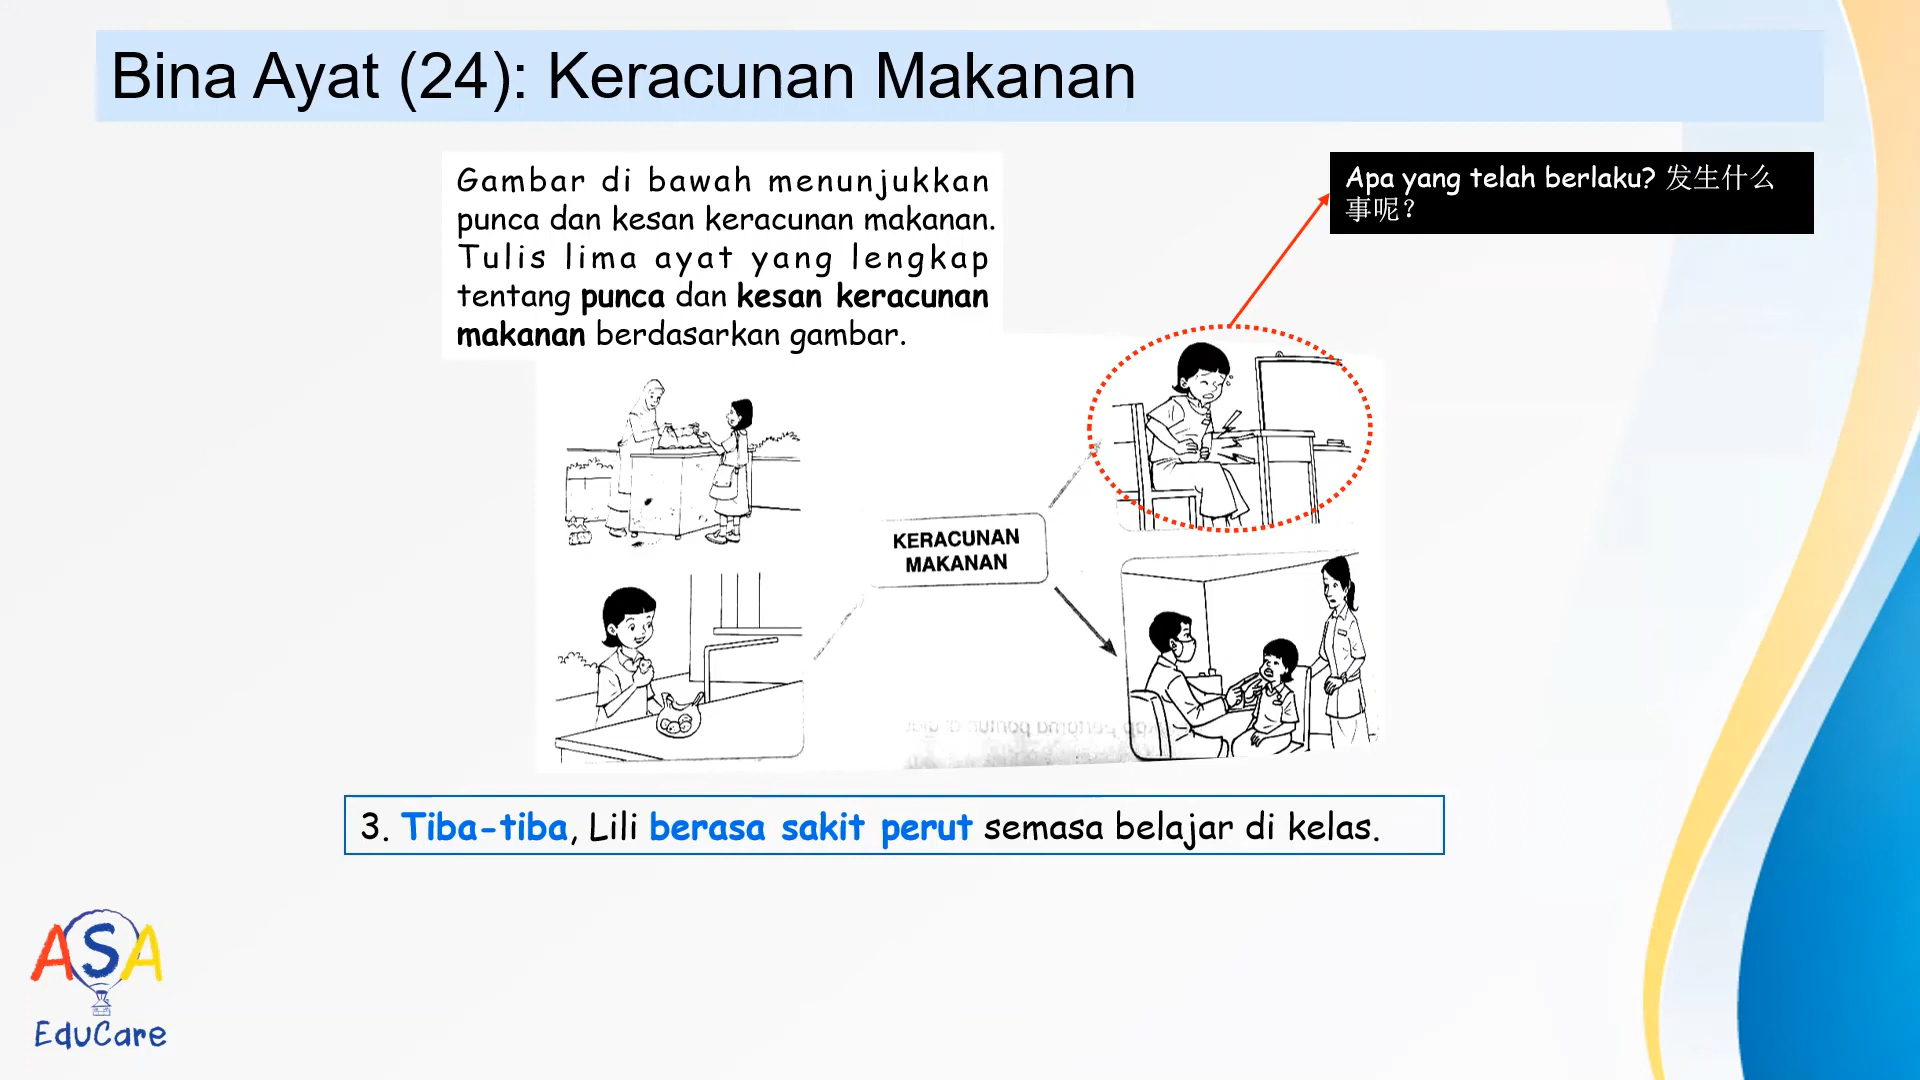 Bina Ayat (24): Keracunan Makanan
Gambar di bawah menunjukkan
punca dan kesan keracunan makanan.
Tulis lima ayat yang lengkap
tentang punca dan kesan keracunan
makanan berdasarkan gambar.
Apa yang telah berlaku? 发生什么
事呢？
KERACUNAN
MAKANAN
3. Tiba-tiba, Lili berasa sakit perut semasa belajar di kelas.
ASA
EduCare